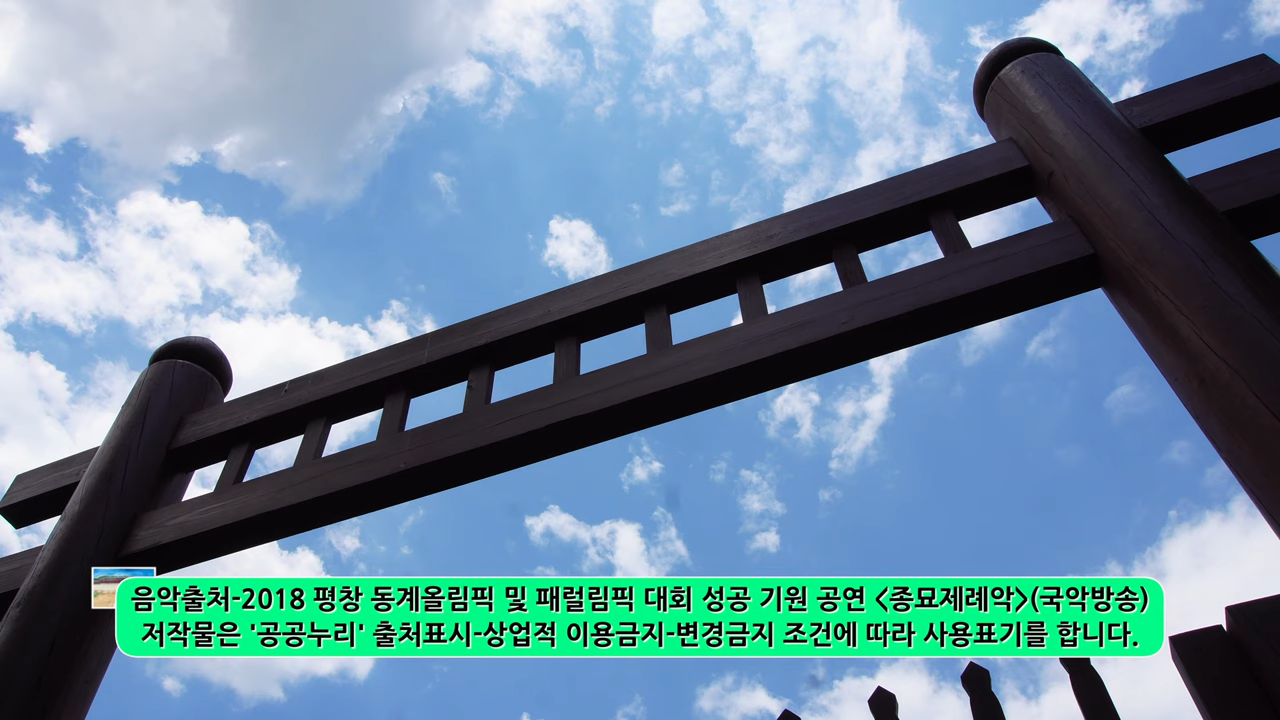 음악출처-2018 평창 동계올림픽 및 패럴림픽 대회 성공 기원 공연 <종묘제례악>(국악방송)
저작물은 '공공누리' 출처표시-상업적 이용금지-변경금지 조건에 따라 사용표기를 합니다.